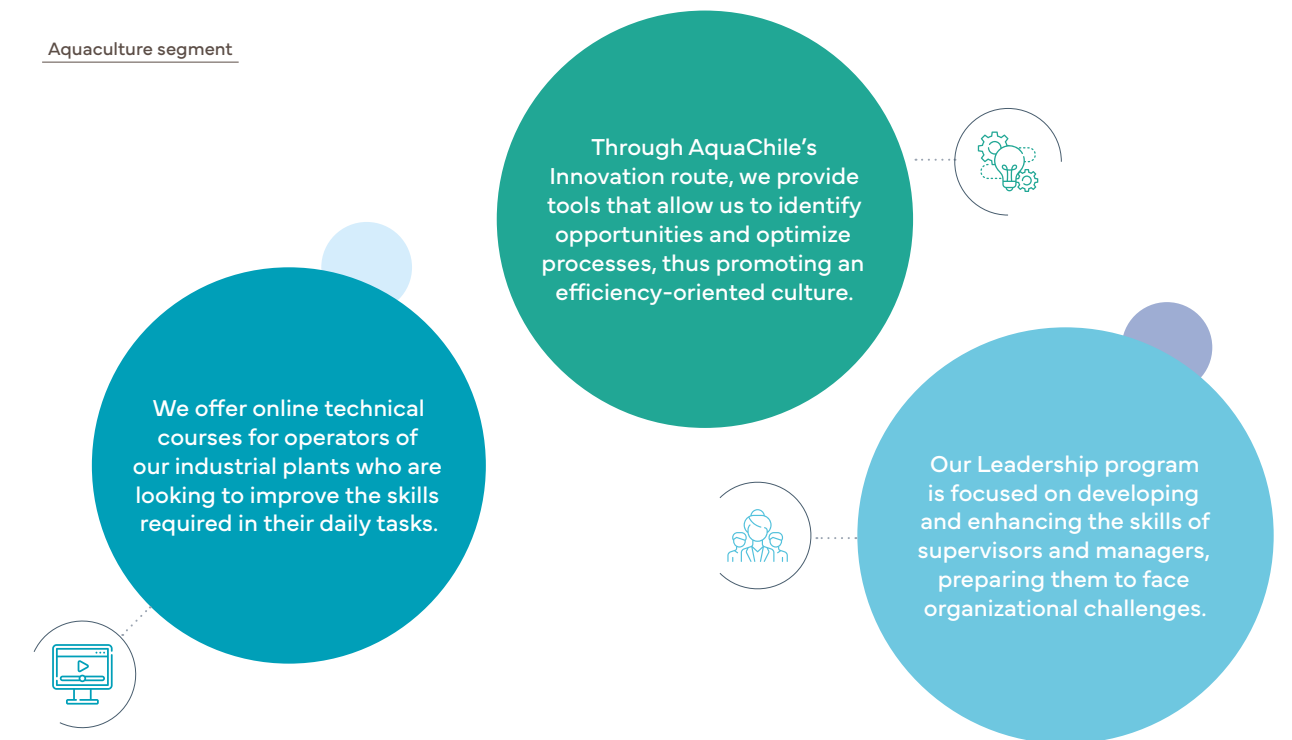 Aquaculture segment
Through AquaChile’s
Innovation route, we provide
tools that allow us to identify
opportunities and optimize
processes, thus promoting an
efficiency-oriented culture.
We offer online technical
courses for operators of
our industrial plants who are
looking to improve the skills
required in their daily tasks.
Our Leadership program
is focused on developing
and enhancing the skills of
supervisors and managers,
preparing them to face
organizational challenges.